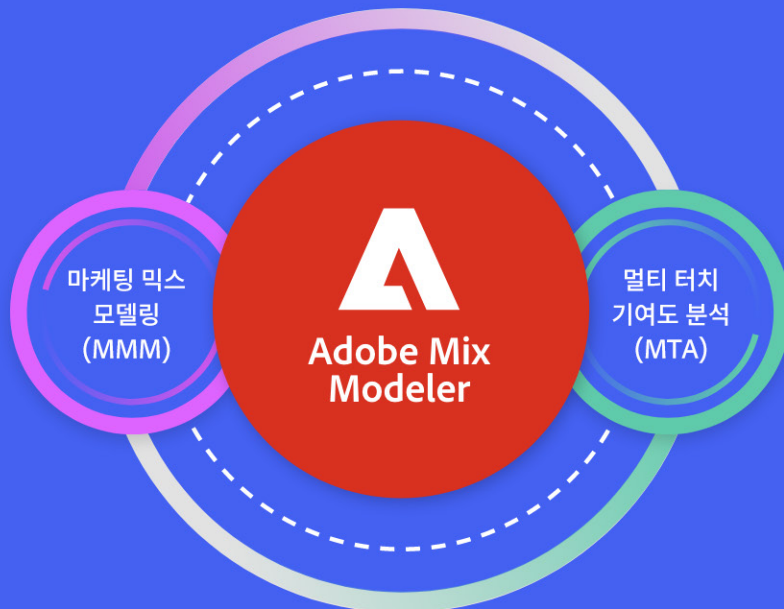 마케팅 믹스
모델링
(MMM)
Adobe Mix
Modeler
멀티 터치
기여도 분석
(MTA)